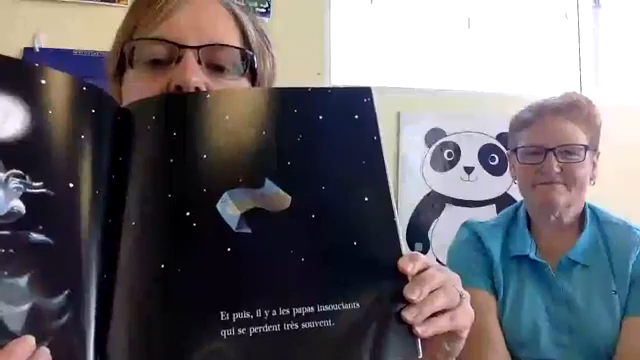 Et puis, il y a les papas insouciants
qui se perdent très souvent.